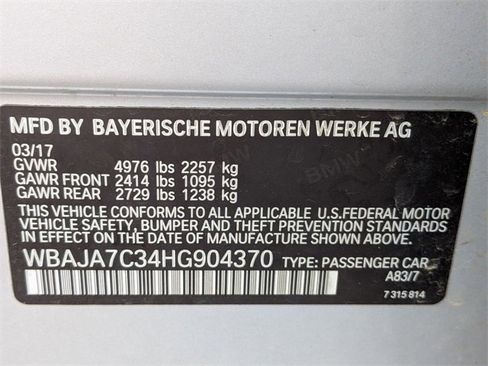 MFD BY BAYERISCHE MOTOREN WERKE AG
03/17
GVWR 4976 lbs 2257 kg
GAWR FRONT 2414 lbs 1095 kg
GAWR REAR 2729 lbs 1238 kg
THIS VEHICLE CONFORMS TO ALL APPLICABLE U.S.FEDERAL MOTOR
VEHICLE SAFETY, BUMPER AND THEFT PREVENTION STANDARDS IN
EFFECT ON THE DATE OF MANUFACTURE SHOWN ABOVE.
WBAJA7C34HG904370 TYPE: PASSENGER CAR
A83/7
7 315 814